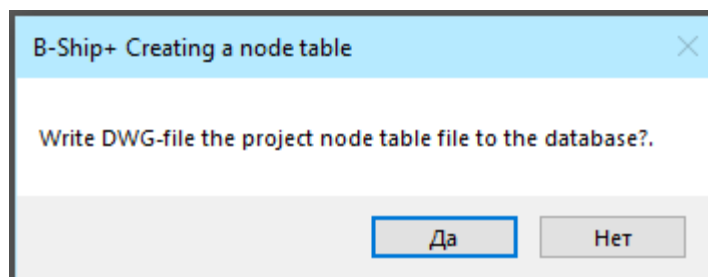 B-Ship+ Creating a node table
Write DWG-file the project node table file to the database?.
Да
Нет